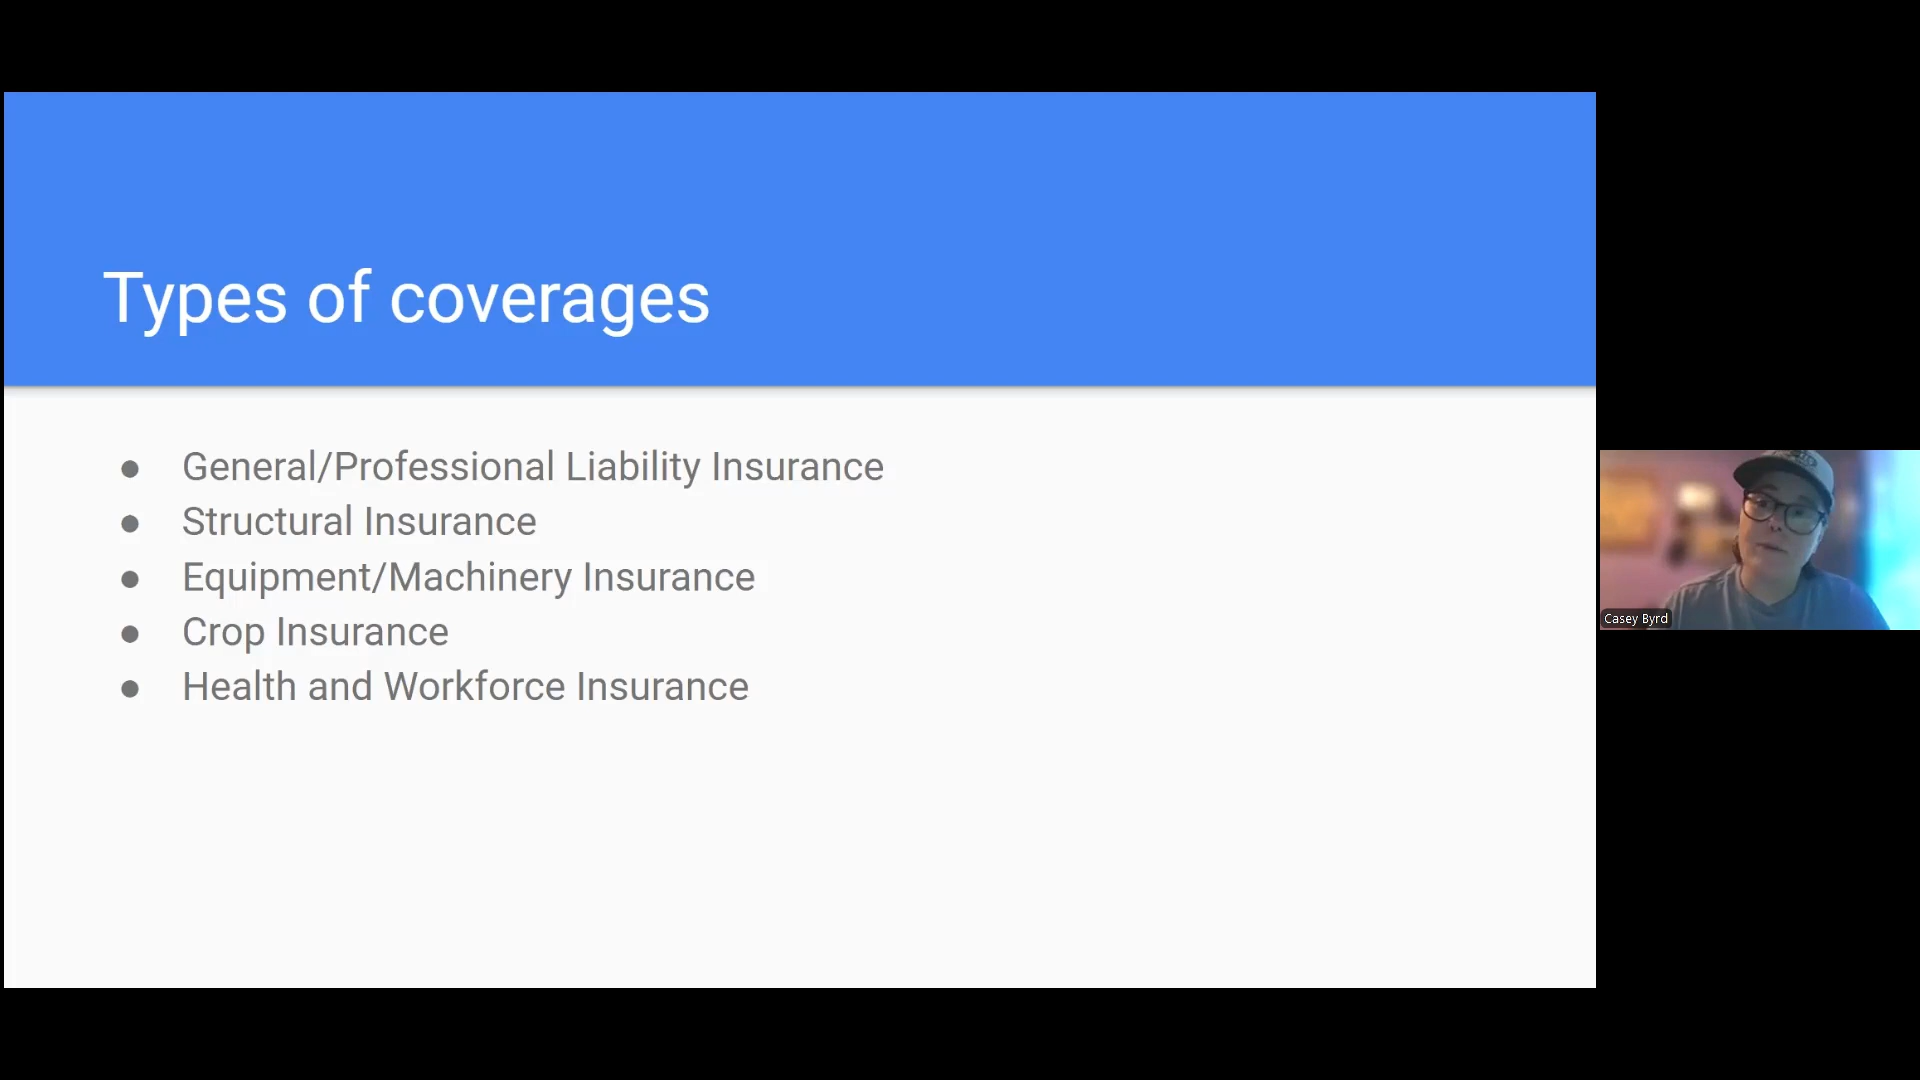 Types of coverages
General/Professional Liability Insurance
Structural Insurance
Equipment/Machinery Insurance
Crop Insurance
Health and Workforce Insurance
Casey Byrd